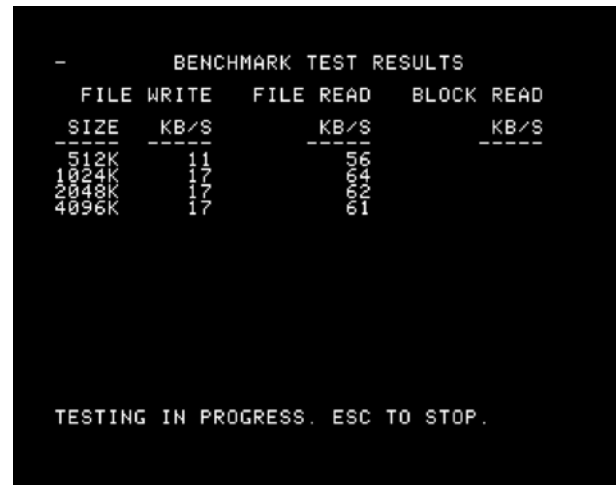 - BENCHMARK TEST RESULTS
FILE WRITE FILE READ BLOCK READ
SIZE KB/S KB/S KB/S
----- ----- ----- -----
512K 11 56
1024K 17 64
2048K 17 62
4096K 17 61
TESTING IN PROGRESS. ESC TO STOP.